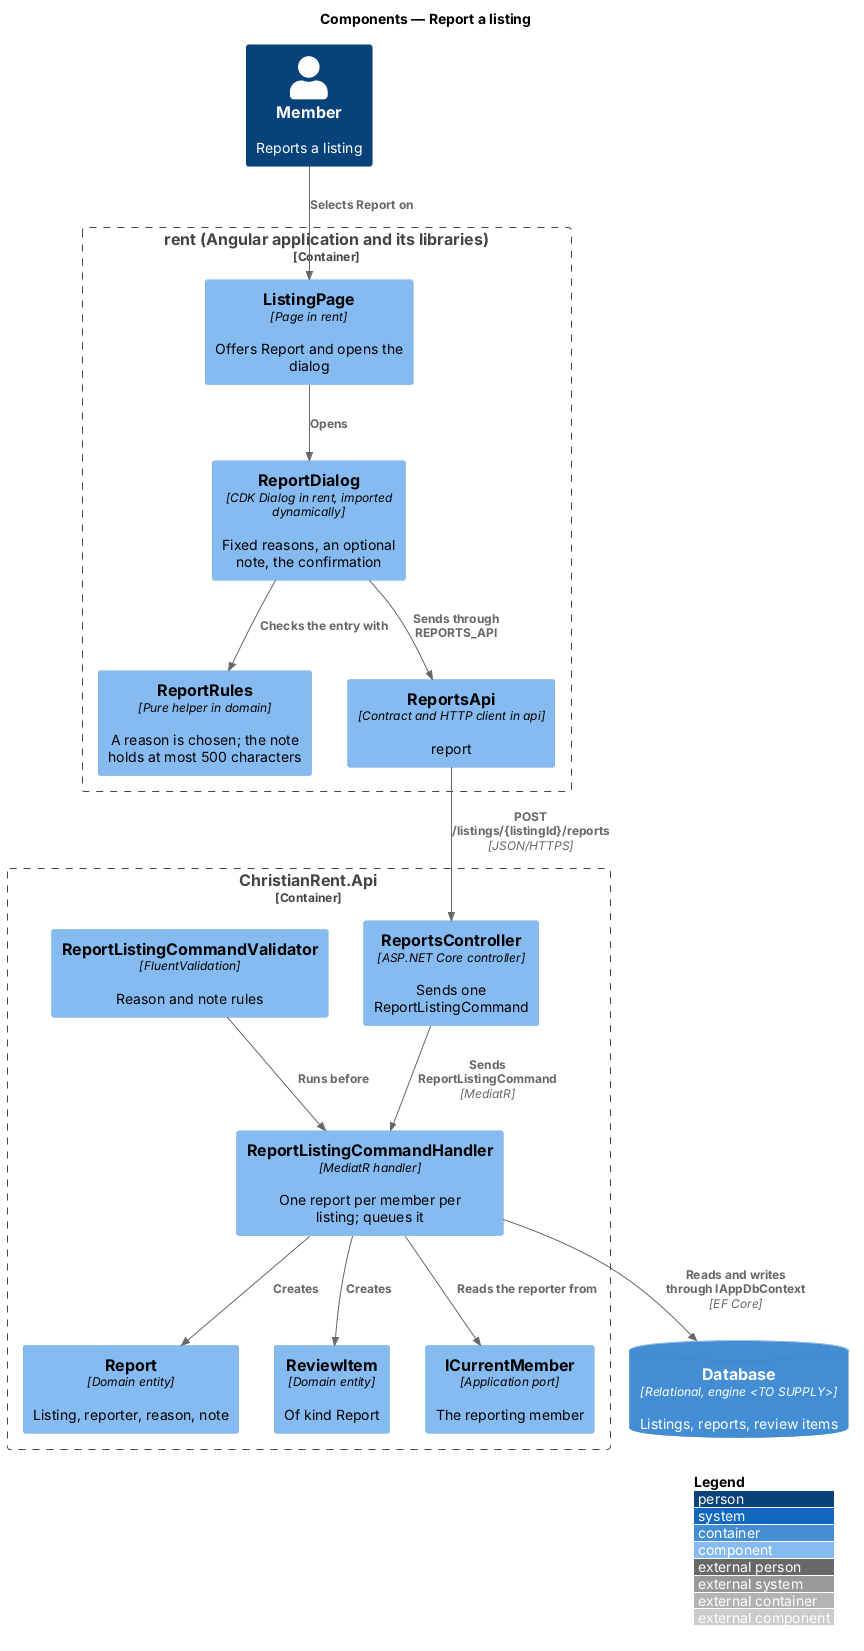 Components — Report a listing
Member
Reports a listing
Selects Report on
rent (Angular application and its libraries)
[Container]
ListingPage
[Page in rent]
Offers Report and opens the
dialog
Opens
ReportDialog
[CDK Dialog in rent, imported
dynamically]
Fixed reasons, an optional
note, the confirmation
Checks the entry with
Sends through
REPORTS_API
ReportRules
[Pure helper in domain]
A reason is chosen; the note
holds at most 500 characters
ReportsApi
[Contract and HTTP client in api]
report
POST
/listings/{listingId}/reports
[JSON/HTTPS]
ChristianRent.Api
[Container]
ReportListingCommandValidator
[FluentValidation]
Reason and note rules
ReportsController
[ASP.NET Core controller]
Sends one
ReportListingCommand
Runs before
Sends
ReportListingCommand
[MediatR]
ReportListingCommandHandler
[MediatR handler]
One report per member per
listing; queues it
Creates
Creates
Reads the reporter from
Reads and writes
through IAppDbContext
[EF Core]
Report
[Domain entity]
Listing, reporter, reason, note
ReviewItem
[Domain entity]
Of kind Report
ICurrentMember
[Application port]
The reporting member
Database
[Relational, engine <TO SUPPLY>]
Listings, reports, review items
Legend
person
system
container
component
external person
external system
external container
external component